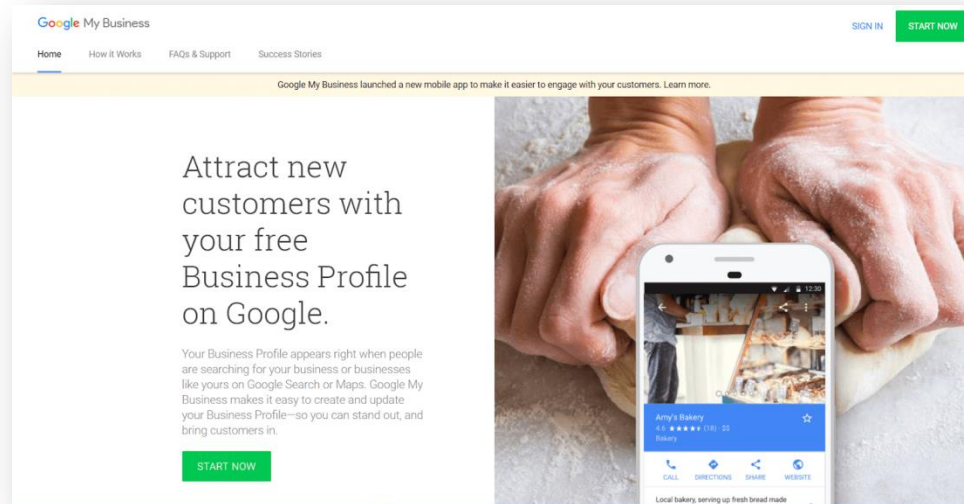 Google My Business
SIGN IN
START NOW
Home
How it Works
FAQs & Support
Success Stories
Google My Business launched a new mobile app to make it easier to engage with your customers. Learn more.
Attract new
customers with
your free
Business Profile
on Google.
Your Business Profile appears right when people
are searching for your business or businesses
like yours on Google Search or Maps. Google My
Business makes it easy to create and update
your Business Profile—so you can stand out, and
bring customers in.
START NOW
12:30
Amy's Bakery
4.6 ★★★★★ (18) ·
Bakery
CALL
DIRECTIONS
SHARE
WEBSITE
Local bakery, serving up fresh bread made